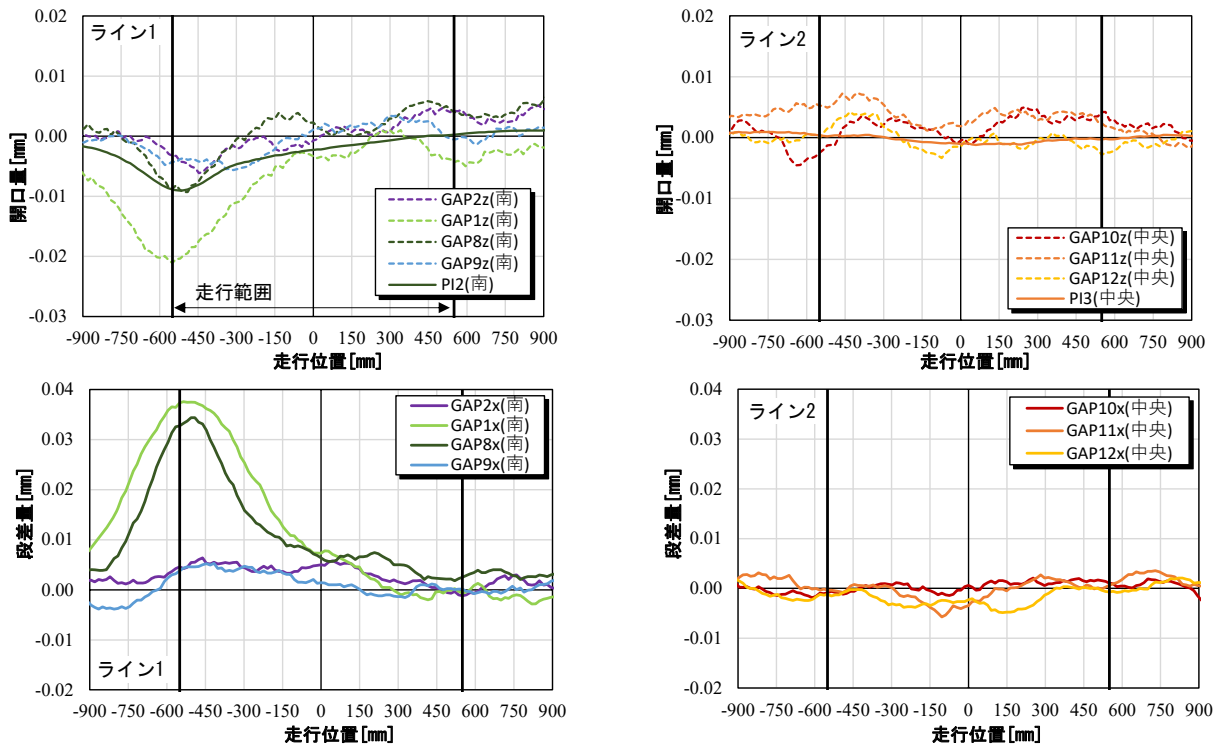 ライン1
開口量[mm]
0.02
0.01
0.00
-0.01
-0.02
-0.03
GAP2z(南)
GAP1z(南)
GAP8z(南)
GAP9z(南)
PI2(南)
走行範囲
-900 -750 -600 -450 -300 -150 0 150 300 450 600 750 900
走行位置[mm]
ライン2
開口量[mm]
0.02
0.01
0.00
-0.01
-0.02
-0.03
GAP10z(中央)
GAP11z(中央)
GAP12z(中央)
PI3(中央)
-900 -750 -600 -450 -300 -150 0 150 300 450 600 750 900
走行位置[mm]
段差量[mm]
0.04
0.03
0.02
0.01
0.00
-0.01
-0.02
GAP2x(南)
GAP1x(南)
GAP8x(南)
GAP9x(南)
ライン1
-900 -750 -600 -450 -300 -150 0 150 300 450 600 750 900
走行位置[mm]
ライン2
段差量[mm]
0.04
0.03
0.02
0.01
0.00
-0.01
-0.02
GAP10x(中央)
GAP11x(中央)
GAP12x(中央)
-900 -750 -600 -450 -300 -150 0 150 300 450 600 750 900
走行位置[mm]